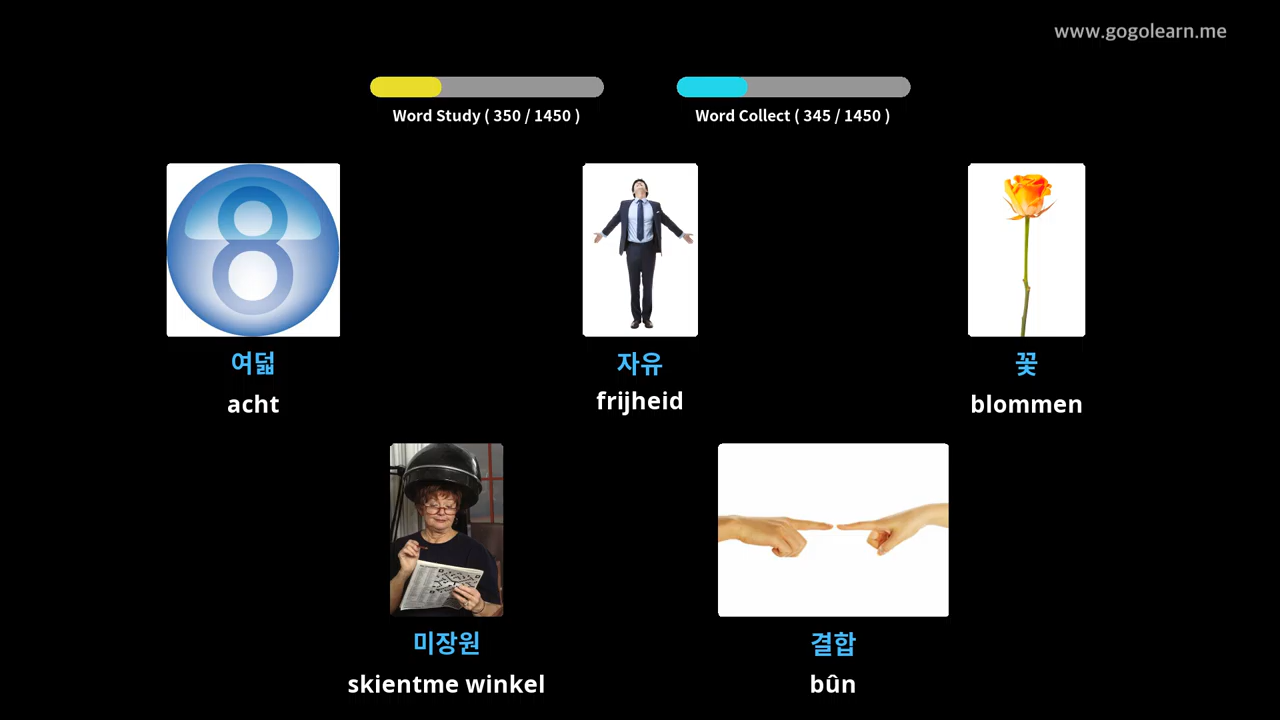 www.gogolearn.me
Word Study ( 350 / 1450 )
Word Collect ( 345 / 1450 )
8
여덟
자유
꽃
acht
frijheid
blommen
미장원
결합
skientme winkel
bûn